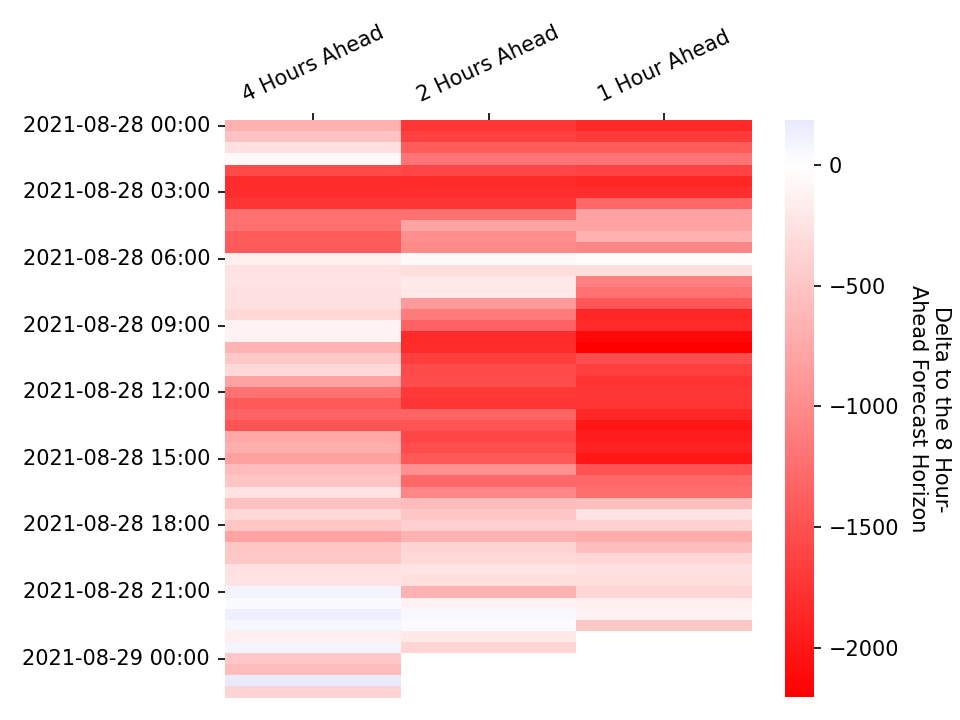 4 Hours Ahead
2 Hours Ahead
1 Hour Ahead
2021-08-28 00:00
2021-08-28 03:00
2021-08-28 06:00
2021-08-28 09:00
2021-08-28 12:00
2021-08-28 15:00
2021-08-28 18:00
2021-08-28 21:00
2021-08-29 00:00
0
−500
−1000
−1500
−2000
Delta to the 8 Hour-
Ahead Forecast Horizon